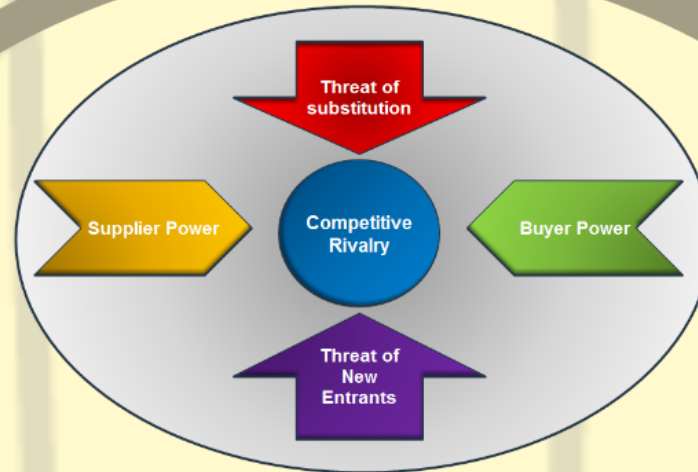 Threat of
substitution
Supplier Power
Competitive
Rivalry
Buyer Power
Threat of
New
Entrants